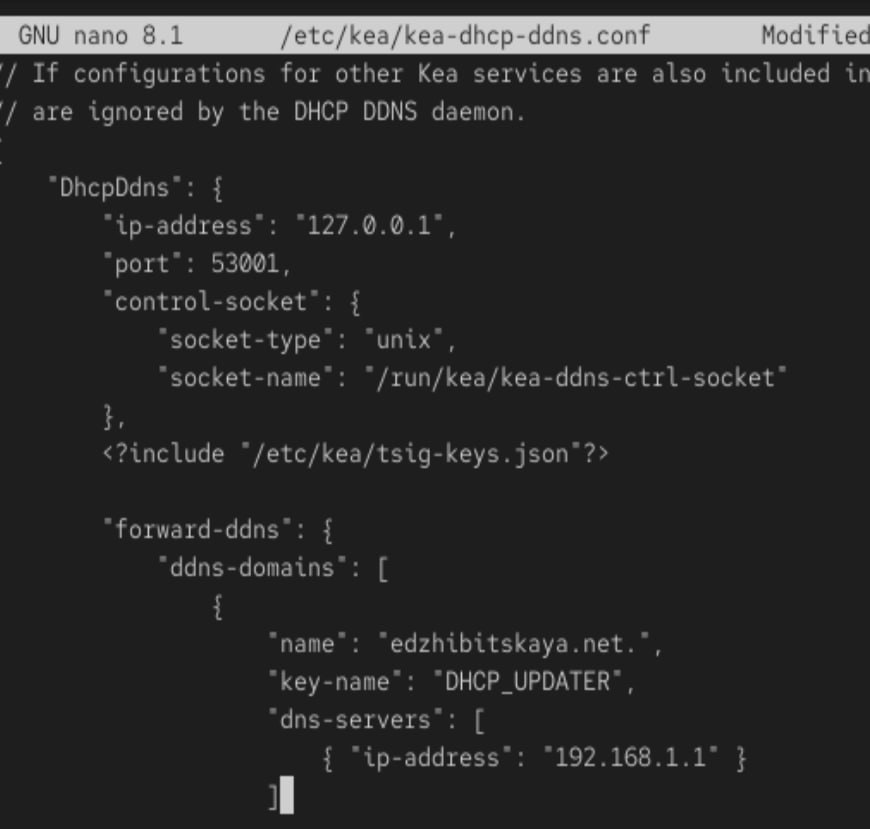 GNU nano 8.1 /etc/kea/kea-dhcp-ddns.conf Modified
// If configurations for other Kea services are also included in
// are ignored by the DHCP DDNS daemon.
{
"DhcpDdns": {
"ip-address": "127.0.0.1",
"port": 53001,
"control-socket": {
"socket-type": "unix",
"socket-name": "/run/kea/kea-ddns-ctrl-socket"
},
<?include "/etc/kea/tsig-keys.json"?>
"forward-ddns": {
"ddns-domains": [
{
"name": "edzhibitskaya.net.",
"key-name": "DHCP_UPDATER",
"dns-servers": [
{ "ip-address": "192.168.1.1" }
]